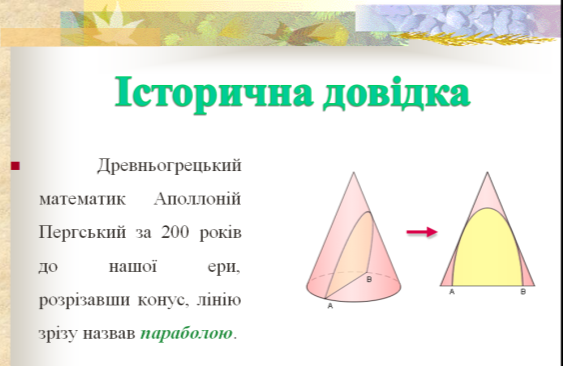 Історична довідка
Древньогрецький
математик Аполлоній
Пергський за 200 років
до нашої ери,
розрізавши конус, лінію
зрізу назвав параболою.
B
A
A B